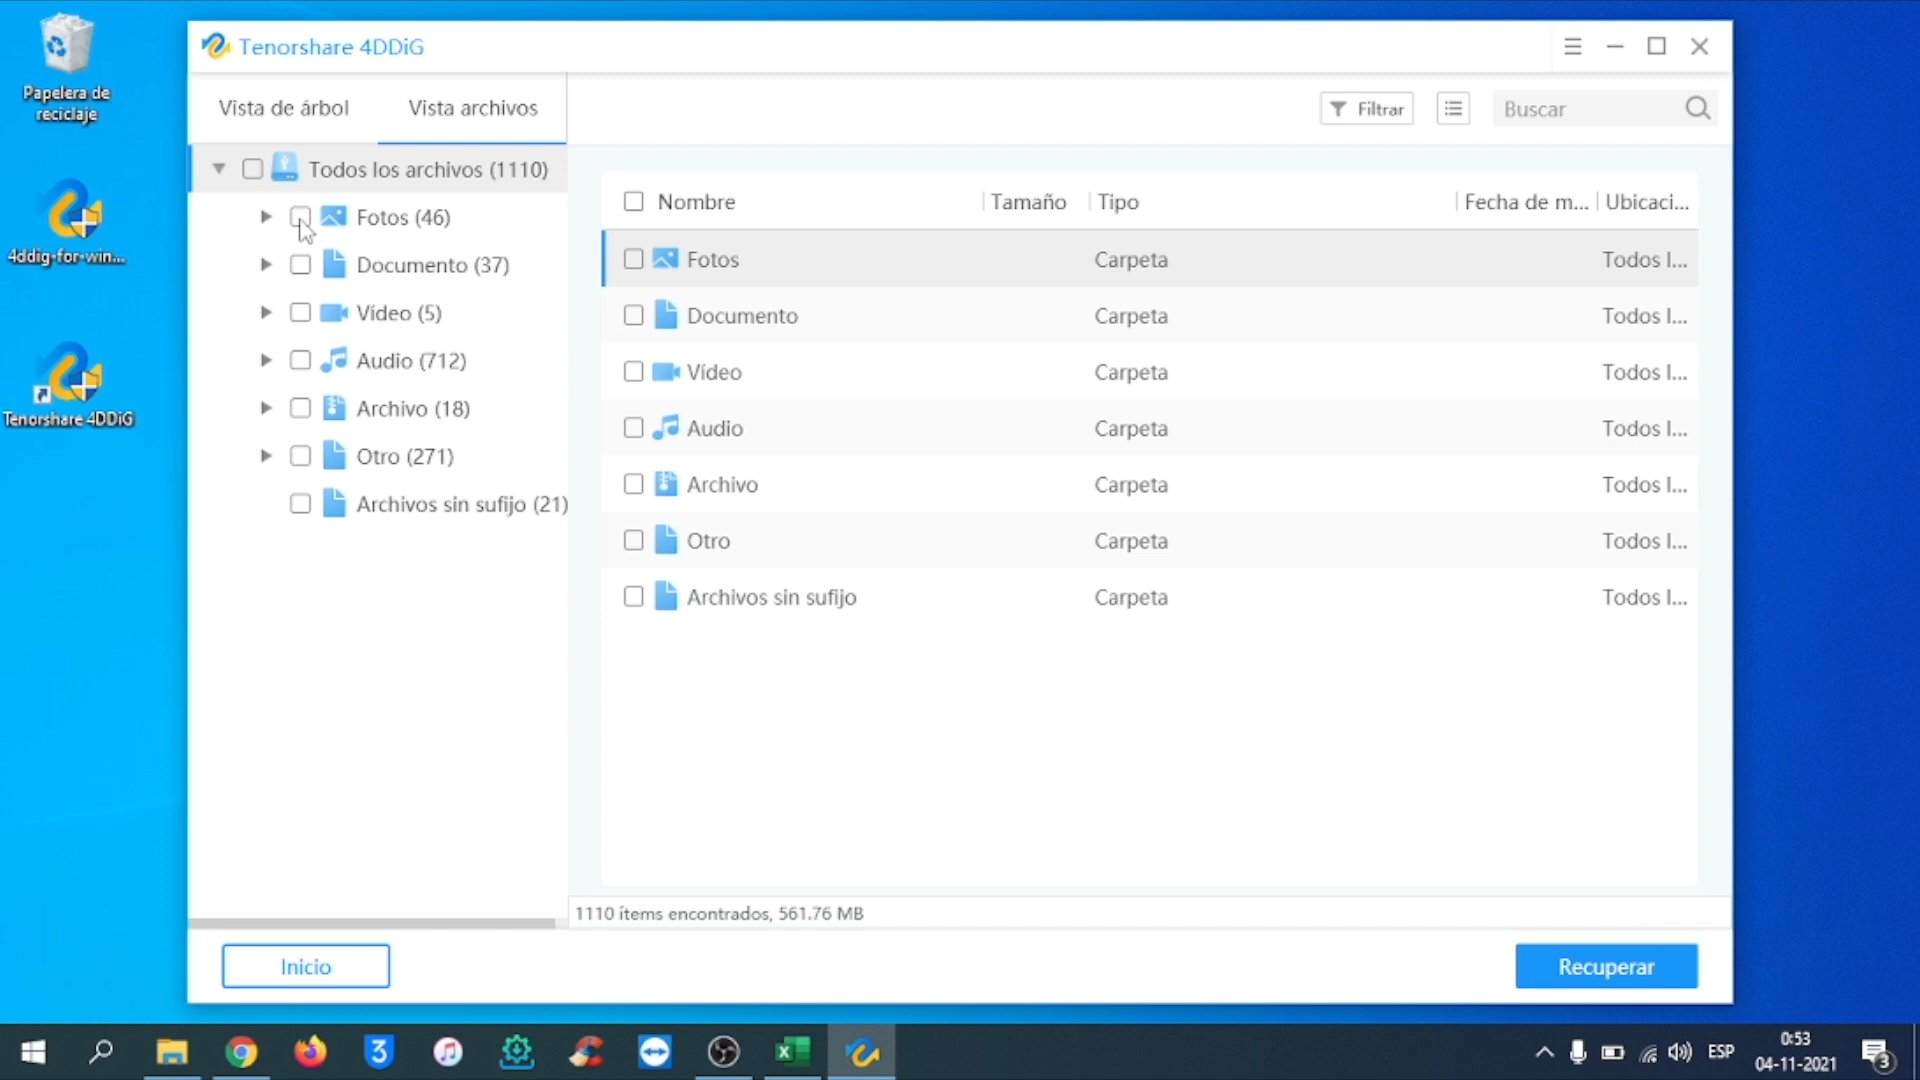 Papelera de
reciclaje
4ddig-for-win...
Tenorshare 4DDiG
Tenorshare 4DDiG
Vista de árbol
Vista archivos
Filtrar
Buscar
Todos los archivos (1110)
Fotos (46)
Documento (37)
Vídeo (5)
Audio (712)
Archivo (18)
Otro (271)
Archivos sin sufijo (21)
Nombre Tamaño Tipo Fecha de m... Ubicaci...
Fotos Carpeta Todos l...
Documento Carpeta Todos l...
Vídeo Carpeta Todos l...
Audio Carpeta Todos l...
Archivo Carpeta Todos l...
Otro Carpeta Todos l...
Archivos sin sufijo Carpeta Todos l...
1110 ítems encontrados, 561.76 MB
Inicio
Recuperar
3
ESP
0:53
04-11-2021
3